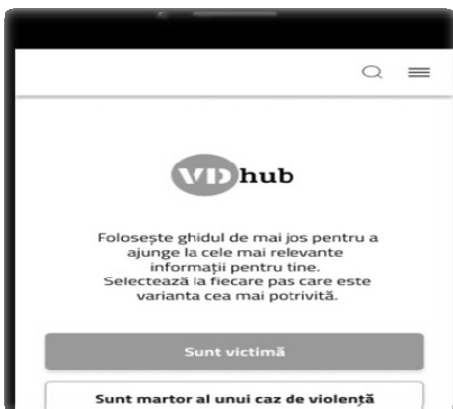 VD hub
Folosește ghidul de mai jos pentru a
ajunge la cele mai relevante
informații pentru tine.
Selectează la fiecare pas care este
varianta cea mai potrivită.
Sunt victimă
Sunt martor al unui caz de violență